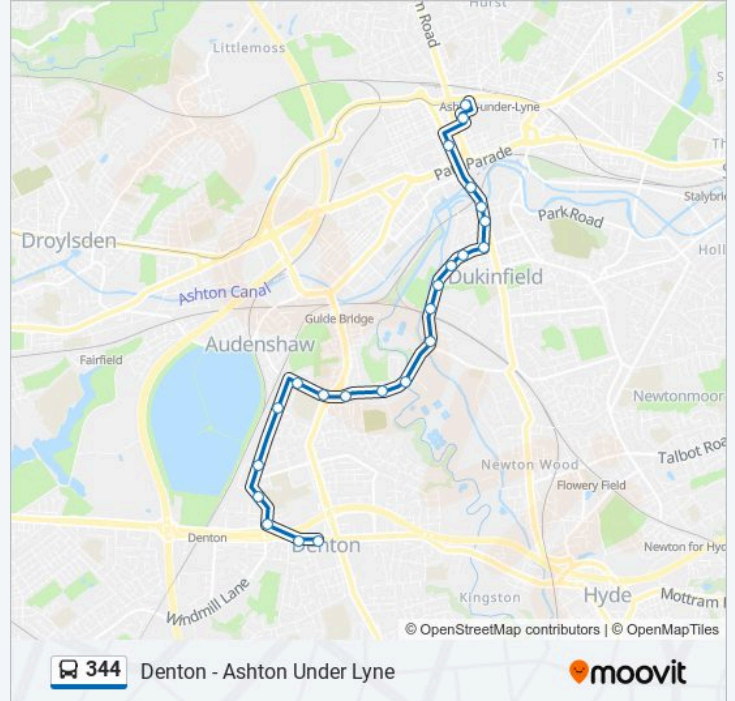 Hurst
Road
Littlemoss
Ashton-under-Lyne
Park Parade
Stalybri
Park Road
Droylsden
Holl
Dukinfield
Ashton Canal
Guide Bridge
Audenshaw
Fairfield
Newtonmoor
Talbot Roa
Newton Wood
Flowery Field
Denton
Denton
Newton for Hyd
Windmill Lane
Kingston
Hyde
Mottram
© OpenStreetMap contributors | © OpenMapTiles
344 Denton - Ashton Under Lyne
moovit